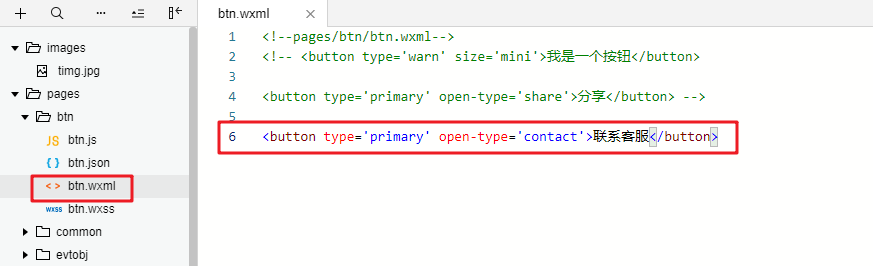 btn.wxml
images
timg.jpg
pages
btn
JS btn.js
{ } btn.json
< > btn.wxml
WXSS btn.wxss
common
evtobj
1 <!--pages/btn/btn.wxml-->
2 <!-- <button type='warn' size='mini'>我是一个按钮</button>
3
4 <button type='primary' open-type='share'>分享</button> -->
5
6 <button type='primary' open-type='contact'>联系客服</button>